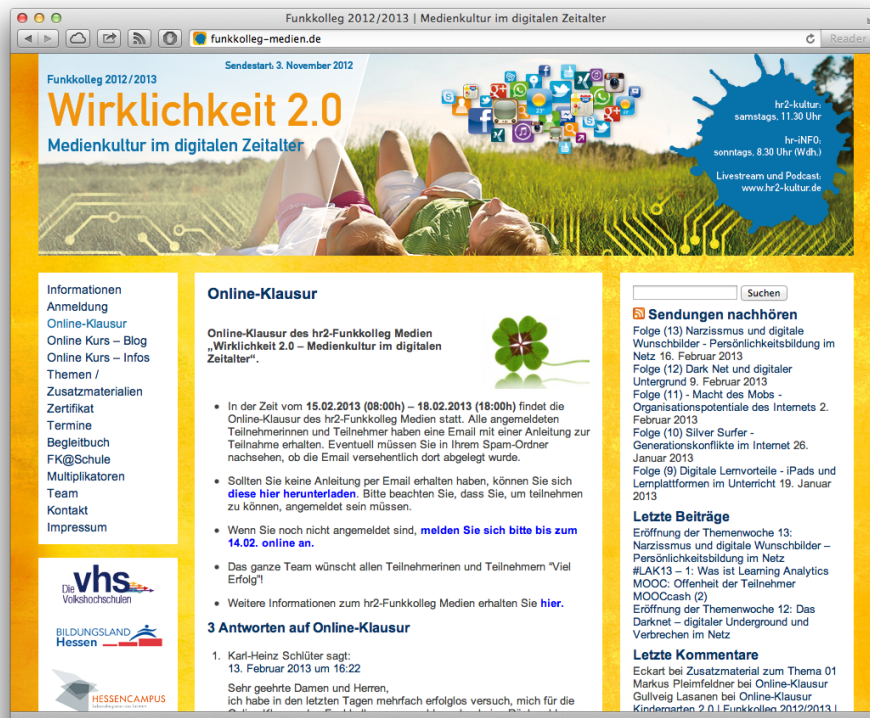 Funkkolleg 2012/2013 | Medienkultur im digitalen Zeitalter
funkkolleg-medien.de
Reader
Sendestart: 3. November 2012
Funkkolleg 2012/2013
Wirklichkeit 2.0
Medienkultur im digitalen Zeitalter
hr2-kultur:
samstags, 11.30 Uhr
hr-iNFO:
sonntags, 8.30 Uhr (Wdh.)
Livestream und Podcast:
www.hr2-kultur.de
Informationen
Anmeldung
Online-Klausur
Online Kurs – Blog
Online Kurs – Infos
Themen /
Zusatzmaterialien
Zertifikat
Termine
Begleitbuch
FK@Schule
Multiplikatoren
Team
Kontakt
Impressum
Die vhs
Volkshochschulen
BILDUNGSLAND
Hessen
HESSENCAMPUS
Online-Klausur
Online-Klausur des hr2-Funkkolleg Medien
„Wirklichkeit 2.0 – Medienkultur im digitalen
Zeitalter“.
• In der Zeit vom 15.02.2013 (08:00h) – 18.02.2013 (18:00h) findet die
Online-Klausur des hr2-Funkkolleg Medien statt. Alle angemeldeten
Teilnehmerinnen und Teilnehmer haben eine Email mit einer Anleitung zur
Teilnahme erhalten. Eventuell müssen Sie in Ihrem Spam-Ordner
nachsehen, ob die Email versehentlich dort abgelegt wurde.
• Sollten Sie keine Anleitung per Email erhalten haben, können Sie sich
diese hier herunterladen. Bitte beachten Sie, dass Sie, um teilnehmen
zu können, angemeldet sein müssen.
• Wenn Sie noch nicht angemeldet sind, melden Sie sich bitte bis zum
14.02. online an.
• Das ganze Team wünscht allen Teilnehmerinen und Teilnehmern "Viel
Erfolg"!
• Weitere Informationen zum hr2-Funkkolleg Medien erhalten Sie hier.
3 Antworten auf Online-Klausur
1. Karl-Heinz Schlüter sagt:
13. Februar 2013 um 16:22
Sehr geehrte Damen und Herren,
ich habe in den letzten Tagen mehrfach erfolglos versuch, mich für die
Suchen
Sendungen nachhören
Folge (13) Narzissmus und digitale
Wunschbilder - Persönlichkeitsbildung im
Netz 16. Februar 2013
Folge (12) Dark Net und digitaler
Untergrund 9. Februar 2013
Folge (11) - Macht des Mobs -
Organisationspotentiale des Internets 2.
Februar 2013
Folge (10) Silver Surfer -
Generationskonflikte im Internet 26.
Januar 2013
Folge (9) Digitale Lernvorteile - iPads und
Lernplattformen im Unterricht 19. Januar
2013
Letzte Beiträge
Eröffnung der Themenwoche 13:
Narzissmus und digitale Wunschbilder –
Persönlichkeitsbildung im Netz
#LAK13 – 1: Was ist Learning Analytics
MOOC: Offenheit der Teilnehmer
MOOCcash (2)
Eröffnung der Themenwoche 12: Das
Darknet – digitaler Underground und
Verbrechen im Netz
Letzte Kommentare
Eckart bei Zusatzmaterial zum Thema 01
Markus Pleimfeldner bei Online-Klausur
Gullveig Lasanen bei Online-Klausur
Kindergarten 2.0 | Funkkolleg 2012/2013 |